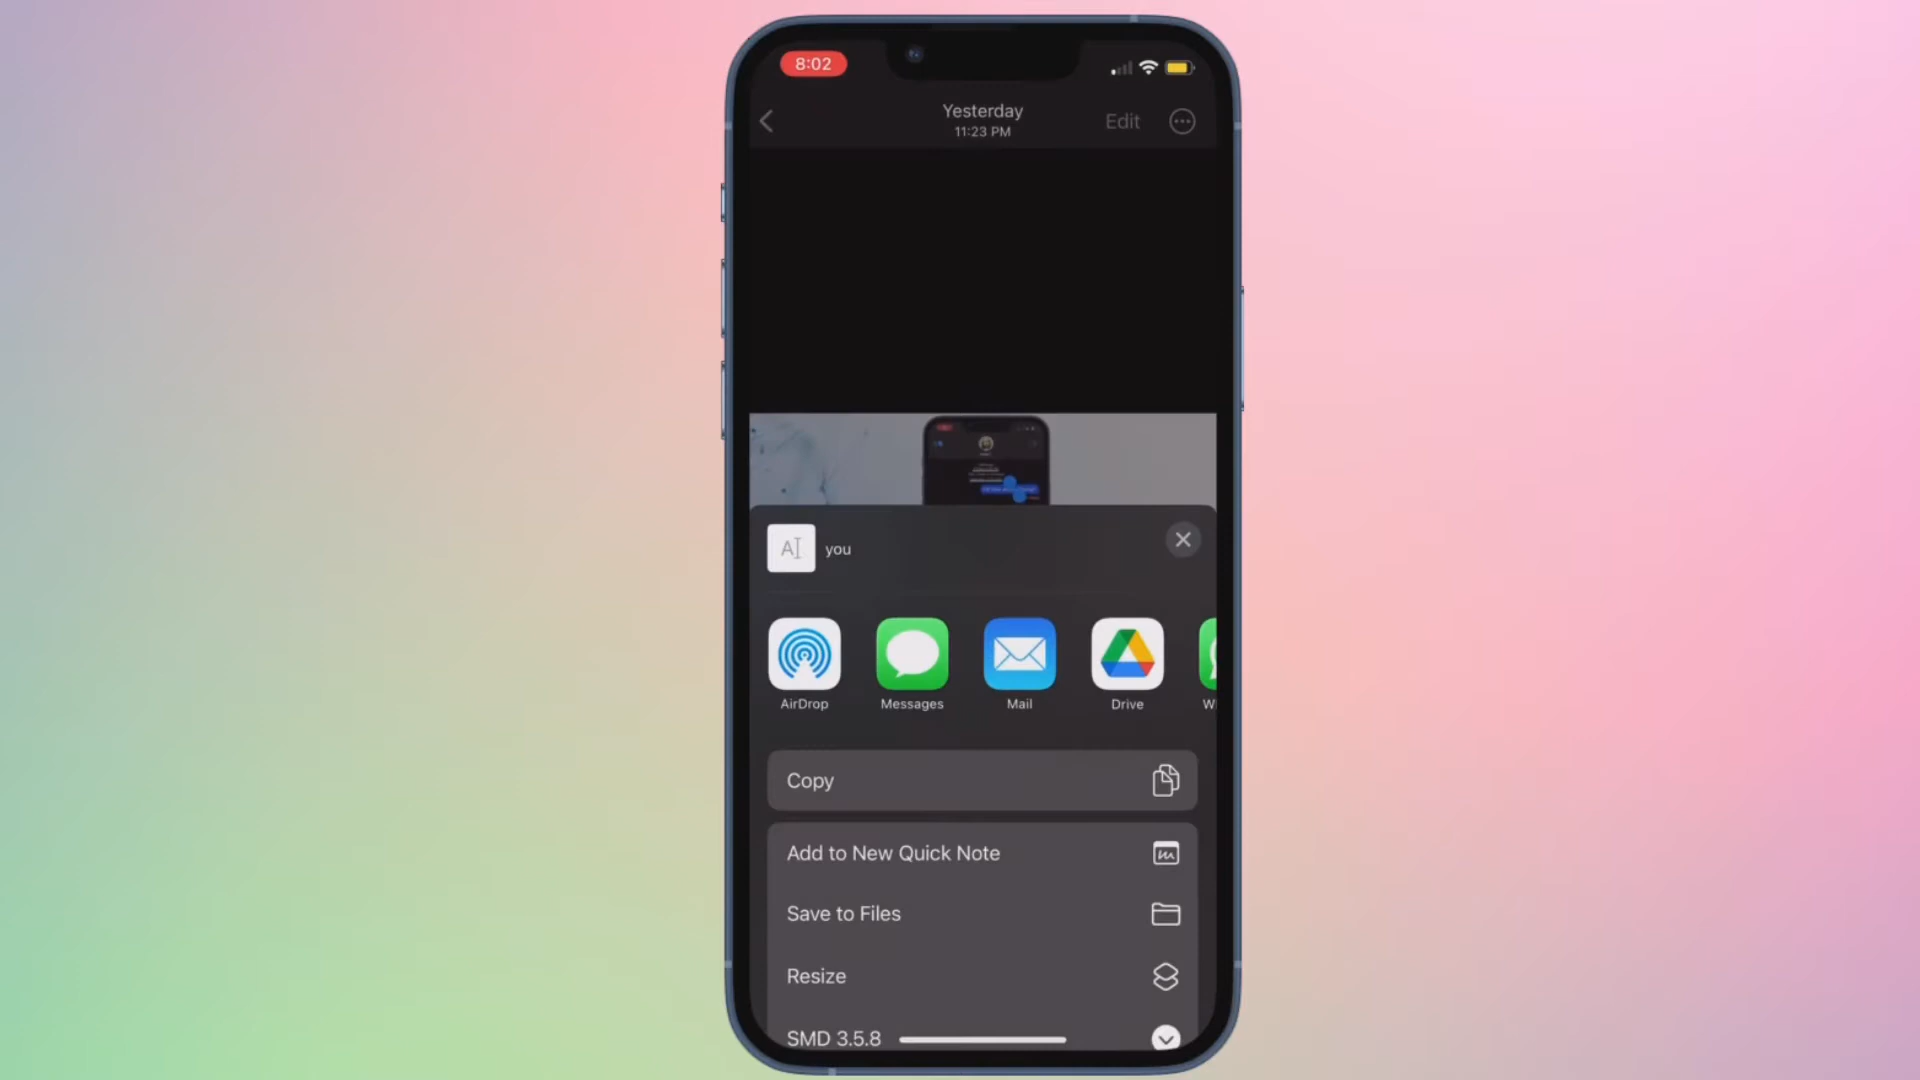 8:02
Yesterday
11:23 PM
Edit
AI you
AirDrop
Messages
Mail
Drive
W
Copy
Add to New Quick Note
Save to Files
Resize
SMD 3.5.8